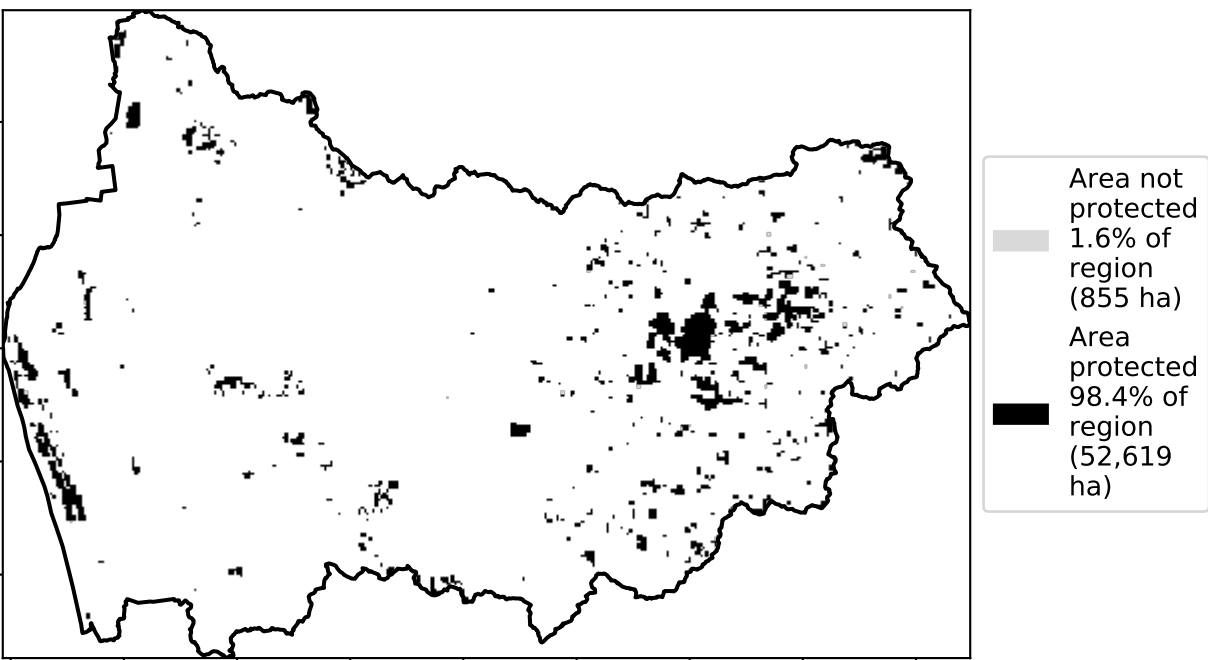 Area not
protected
1.6% of
region
(855 ha)
Area
protected
98.4% of
region
(52,619
ha)